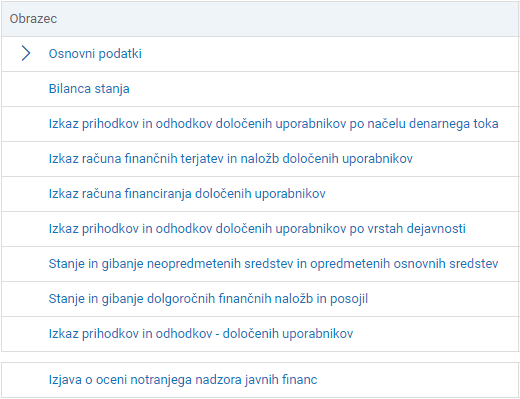 Obrazec
Osnovni podatki
Bilanca stanja
Izkaz prihodkov in odhodkov določenih uporabnikov po načelu denarnega toka
Izkaz računa finančnih terjatev in naložb določenih uporabnikov
Izkaz računa financiranja določenih uporabnikov
Izkaz prihodkov in odhodkov določenih uporabnikov po vrstah dejavnosti
Stanje in gibanje neopredmetenih sredstev in opredmetenih osnovnih sredstev
Stanje in gibanje dolgoročnih finančnih naložb in posojil
Izkaz prihodkov in odhodkov - določenih uporabnikov
Izjava o oceni notranjega nadzora javnih financ